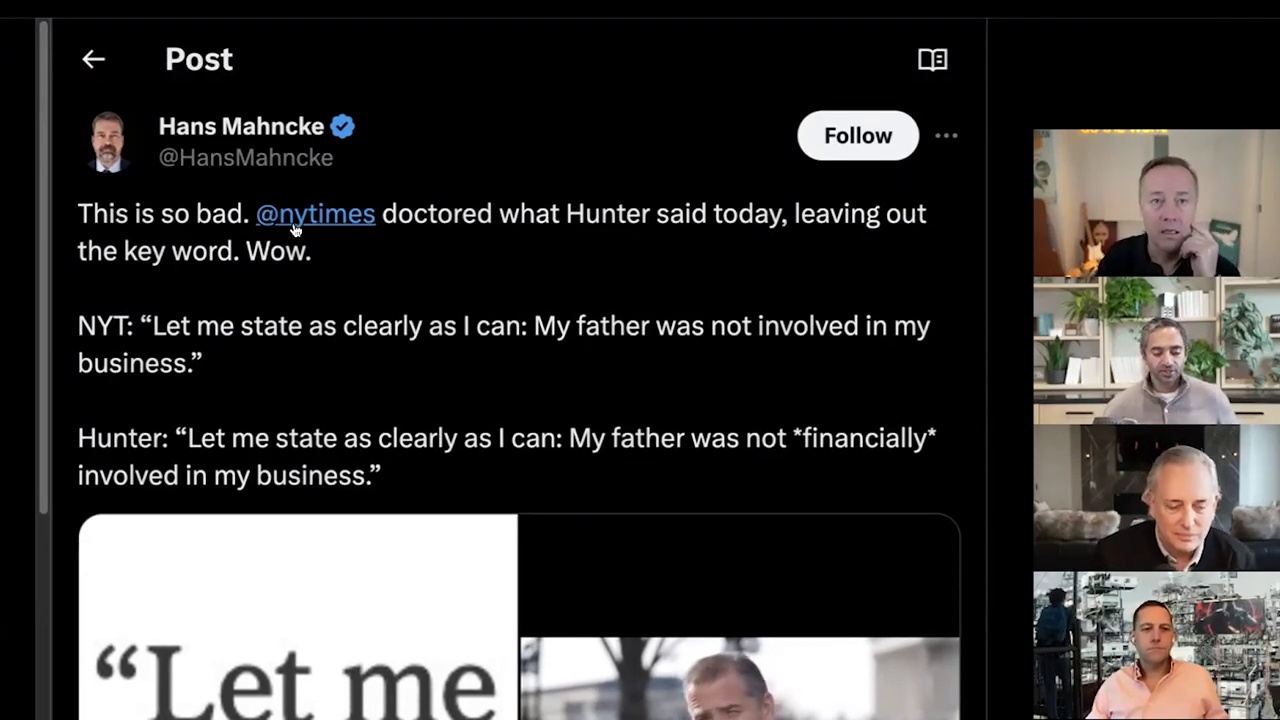 Post
Hans Mahncke
@HansMahncke
Follow
This is so bad. @nytimes doctored what Hunter said today, leaving out
the key word. Wow.
NYT: “Let me state as clearly as I can: My father was not involved in my
business.”
Hunter: “Let me state as clearly as I can: My father was not *financially*
involved in my business.”
“Let me